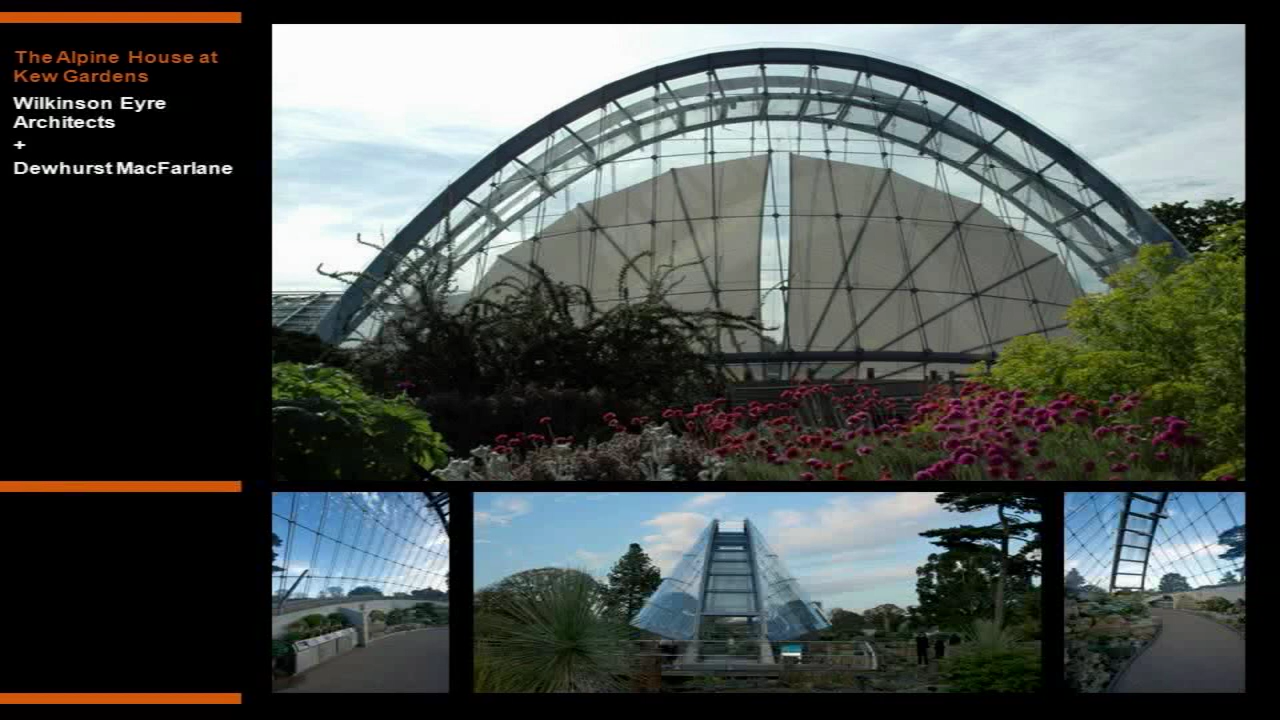 The Alpine House at
Kew Gardens
Wilkinson Eyre
Architects
+
Dewhurst MacFarlane